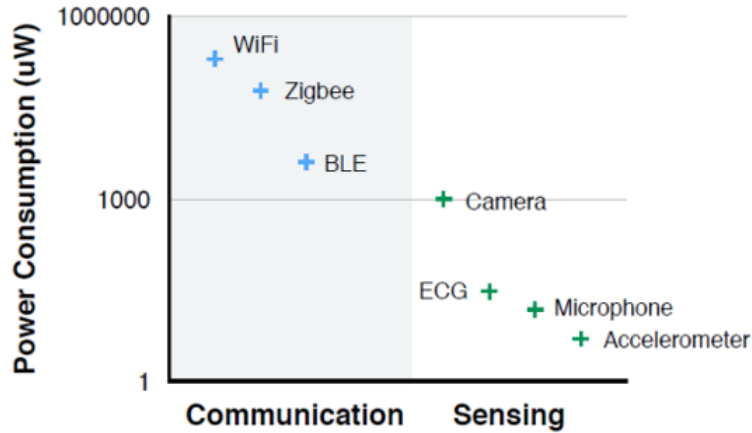 Power Consumption (uW)
1000000
1000
1
WiFi
Zigbee
BLE
Camera
ECG
Microphone
Accelerometer
Communication
Sensing